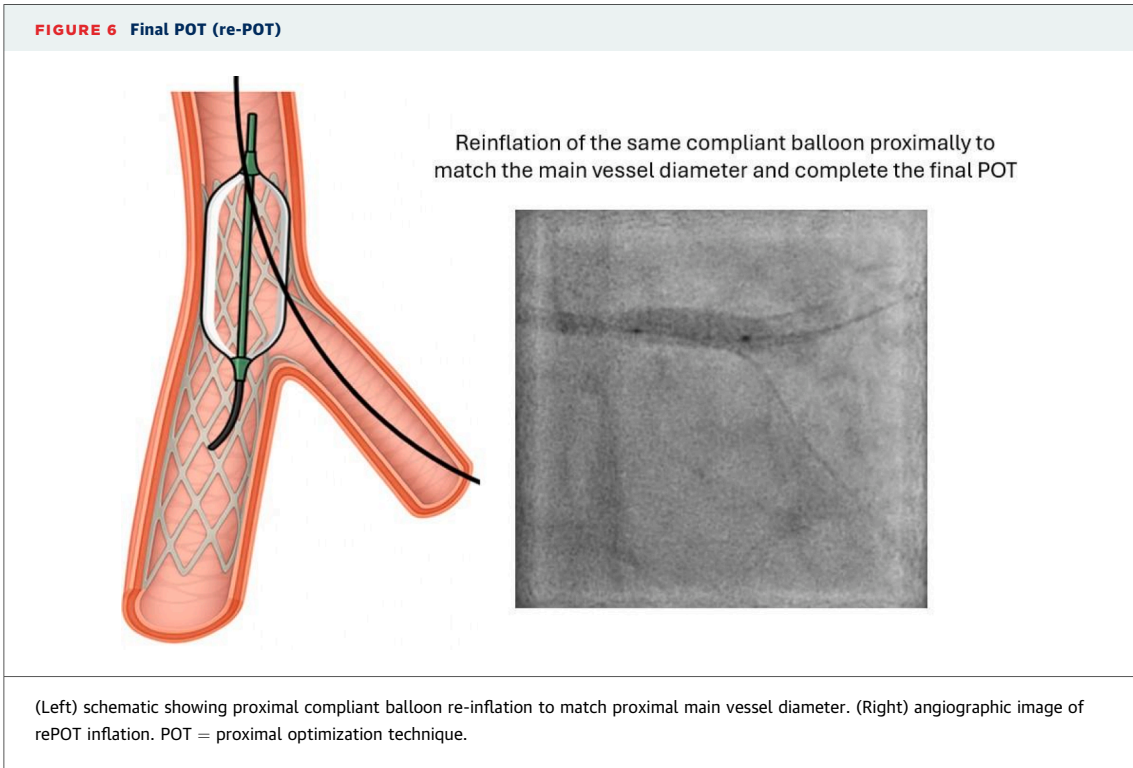 FIGURE 6 Final POT (re-POT)
Reinflation of the same compliant balloon proximally to
match the main vessel diameter and complete the final POT
(Left) schematic showing proximal compliant balloon re-inflation to match proximal main vessel diameter. (Right) angiographic image of
rePOT inflation. POT = proximal optimization technique.